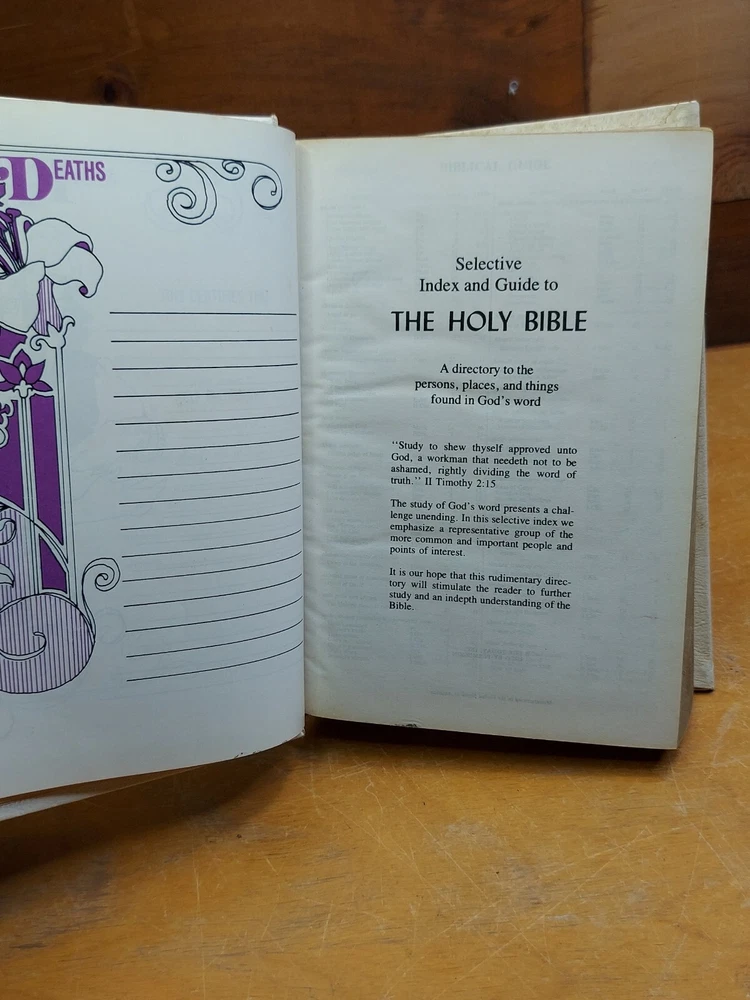 DEATHS
Selective
Index and Guide to
THE HOLY BIBLE
A directory to the
persons, places, and things
found in God's word
"Study to shew thyself approved unto
God, a workman that needeth not to be
ashamed, rightly dividing the word of
truth." II Timothy 2:15
The study of God's word presents a chal-
lenge unending. In this selective index we
emphasize a representative group of the
more common and important people and
points of interest.
It is our hope that this rudimentary direc-
tory will stimulate the reader to further
study and an indepth understanding of the
Bible.